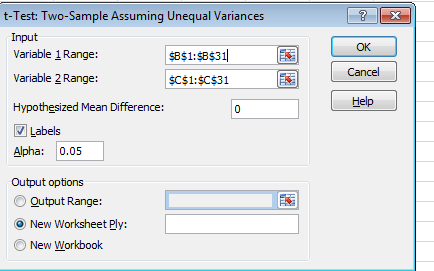 t-Test: Two-Sample Assuming Unequal Variances
Input
Variable 1 Range: $B$1:$B$31
Variable 2 Range: $C$1:$C$31
Hypothesized Mean Difference: 0
Labels
Alpha: 0.05
OK
Cancel
Help
Output options
Output Range:
New Worksheet Ply:
New Workbook